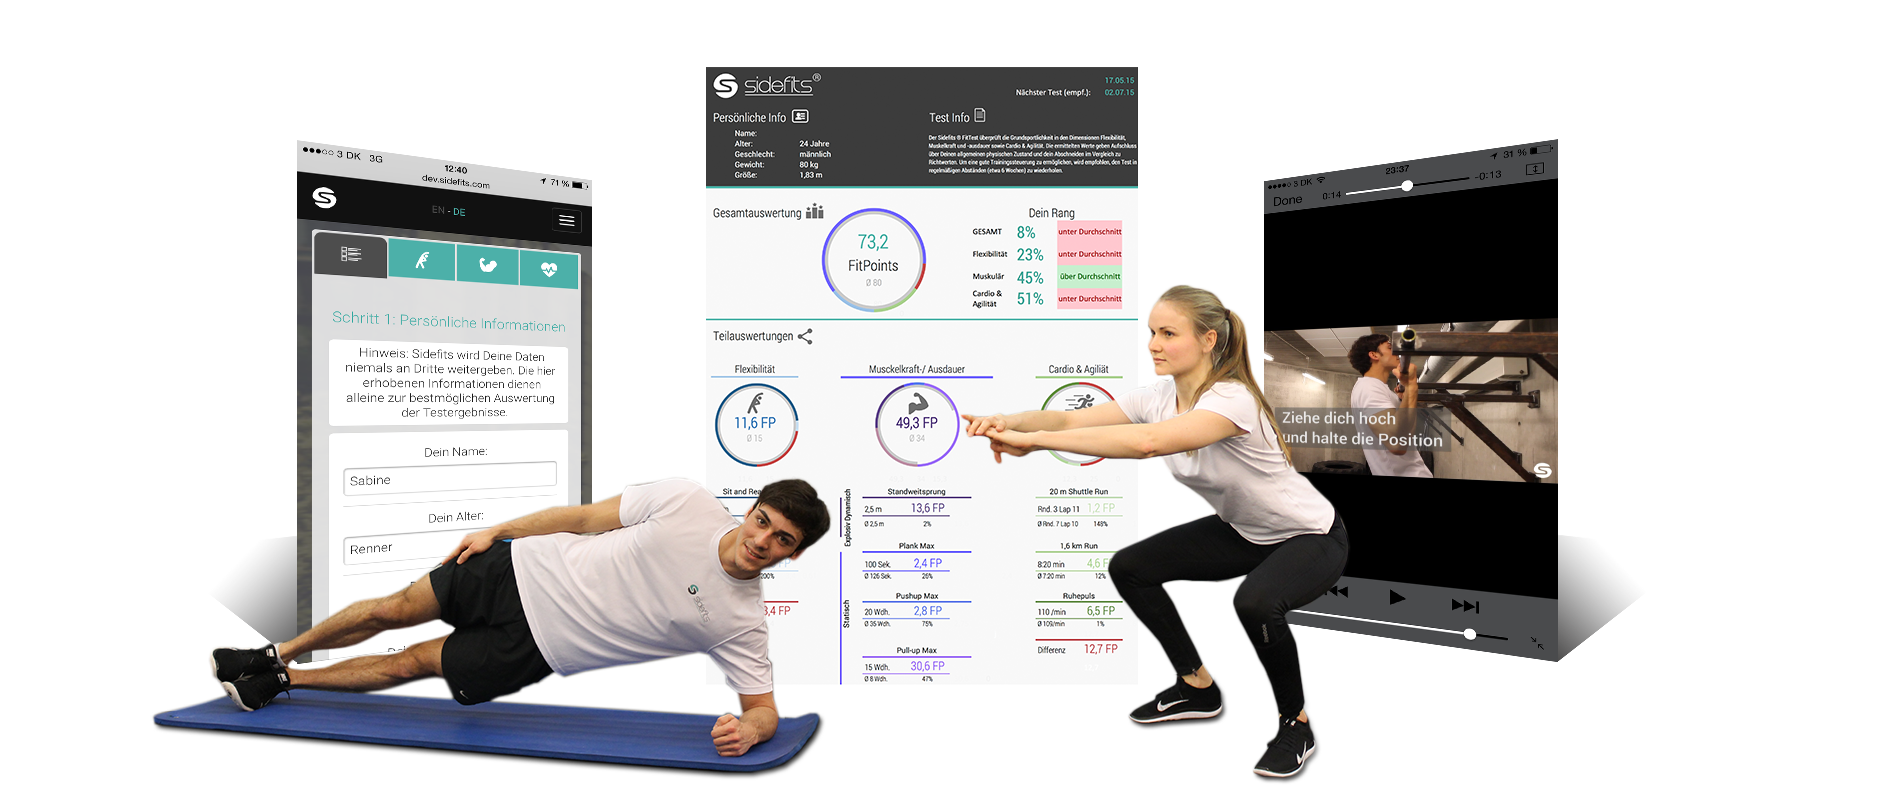 3 DK 3G
12:40
71 %
dev.sidefits.com
EN - DE
Schritt 1: Persönliche Informationen
Hinweis: Sidefits wird Deine Daten
niemals an Dritte weitergeben. Die hier
erhobenen Informationen dienen
alleine zur bestmöglichen Auswertung
der Testergebnisse.
Dein Name:
Sabine
Dein Alter:
Renner
sidefits®
17.05.15
Nächster Test (empf.): 02.07.15
Persönliche Info
Name:
Alter: 24 Jahre
Geschlecht: männlich
Gewicht: 80 kg
Größe: 1,83 m
Test Info
Der Sidefits ® FitTest überprüft die Grundsportlichkeit in den Dimensionen Flexibilität,
Muskelkraft und -ausdauer sowie Cardio & Agilität. Die ermittelten Werte geben Aufschluss
über Deinen allgemeinen physischen Zustand und dein Abschneiden im Vergleich zu
Richtwerten. Um eine gute Trainingssteuerung zu ermöglichen, wird empfohlen, den Test in
regelmäßigen Abständen (etwa 6 Wochen) zu wiederholen.
Gesamtauswertung
73,2
FitPoints
Ø 80
Dein Rang
GESAMT 8% unter Durchschnitt
Flexibilität 23% unter Durchschnitt
Muskulär 45% über Durchschnitt
Cardio &
Agilität 51% unter Durchschnitt
Teilauswertungen
Flexibilität
11,6 FP
Ø 15
Sit and Rea
200%
3,4 FP
Musckelkraft-/ Ausdauer
49,3 FP
Ø 34
Explosiv Dynamisch
Standweitsprung
2,5 m 13,6 FP
Ø 2,5 m 2%
Statisch
Plank Max
100 Sek. 2,4 FP
Ø 126 Sek. 26%
Pushup Max
20 Wdh. 2,8 FP
Ø 35 Wdh. 75%
Pull-up Max
15 Wdh. 30,6 FP
Ø 8 Wdh. 47%
Cardio & Agiliät
20 m Shuttle Run
Rnd. 3 Lap 11 1,2 FP
Ø Rnd. 7 Lap 10 148%
1,6 km Run
8:20 min 4,6 F
Ø 7:20 min 12%
Ruhepuls
110 /min 6,5 FP
Ø 109/min 1%
Differenz 12,7 FP
sidefits
3 DK
23:37
31 %
Done
0:14
-0:13
Ziehe dich hoch
und halte die Position